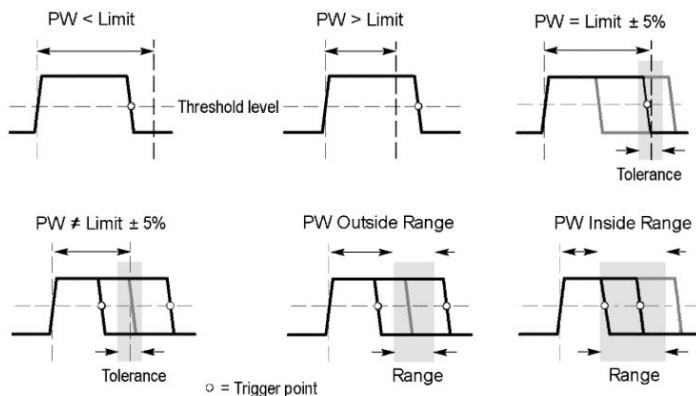 PW < Limit
PW > Limit
PW = Limit ± 5%
Threshold level
Tolerance
PW ≠ Limit ± 5%
PW Outside Range
PW Inside Range
Tolerance
Range
Range
= Trigger point